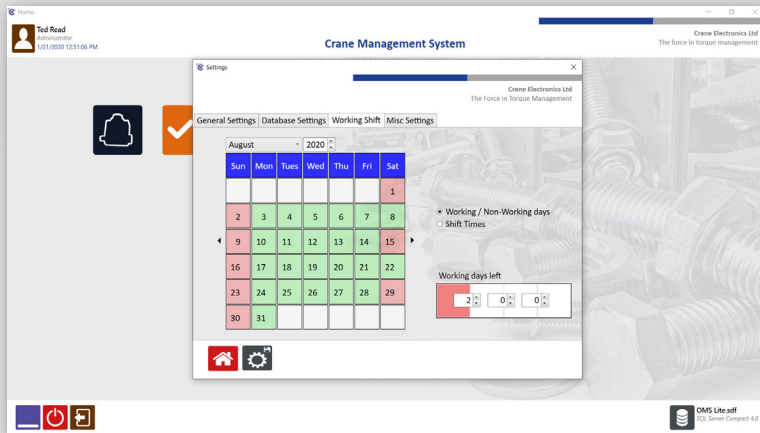 Home
Ted Read
Administrator
1/21/2020 12:51:06 PM
Crane Management System
Crane Electronics Ltd
The force in torque management
Settings
Crane Electronics Ltd
The Force in Torque Management
General Settings Database Settings Working Shift Misc Settings
August 2020
Sun Mon Tues Wed Thu Fri Sat
1
2 3 4 5 6 7 8
9 10 11 12 13 14 15
16 17 18 19 20 21 22
23 24 25 26 27 28 29
30 31
Working / Non-Working days
Shift Times
Working days left
2 0 0
OMS Lite.sdf
SQL Server Compact 4.0